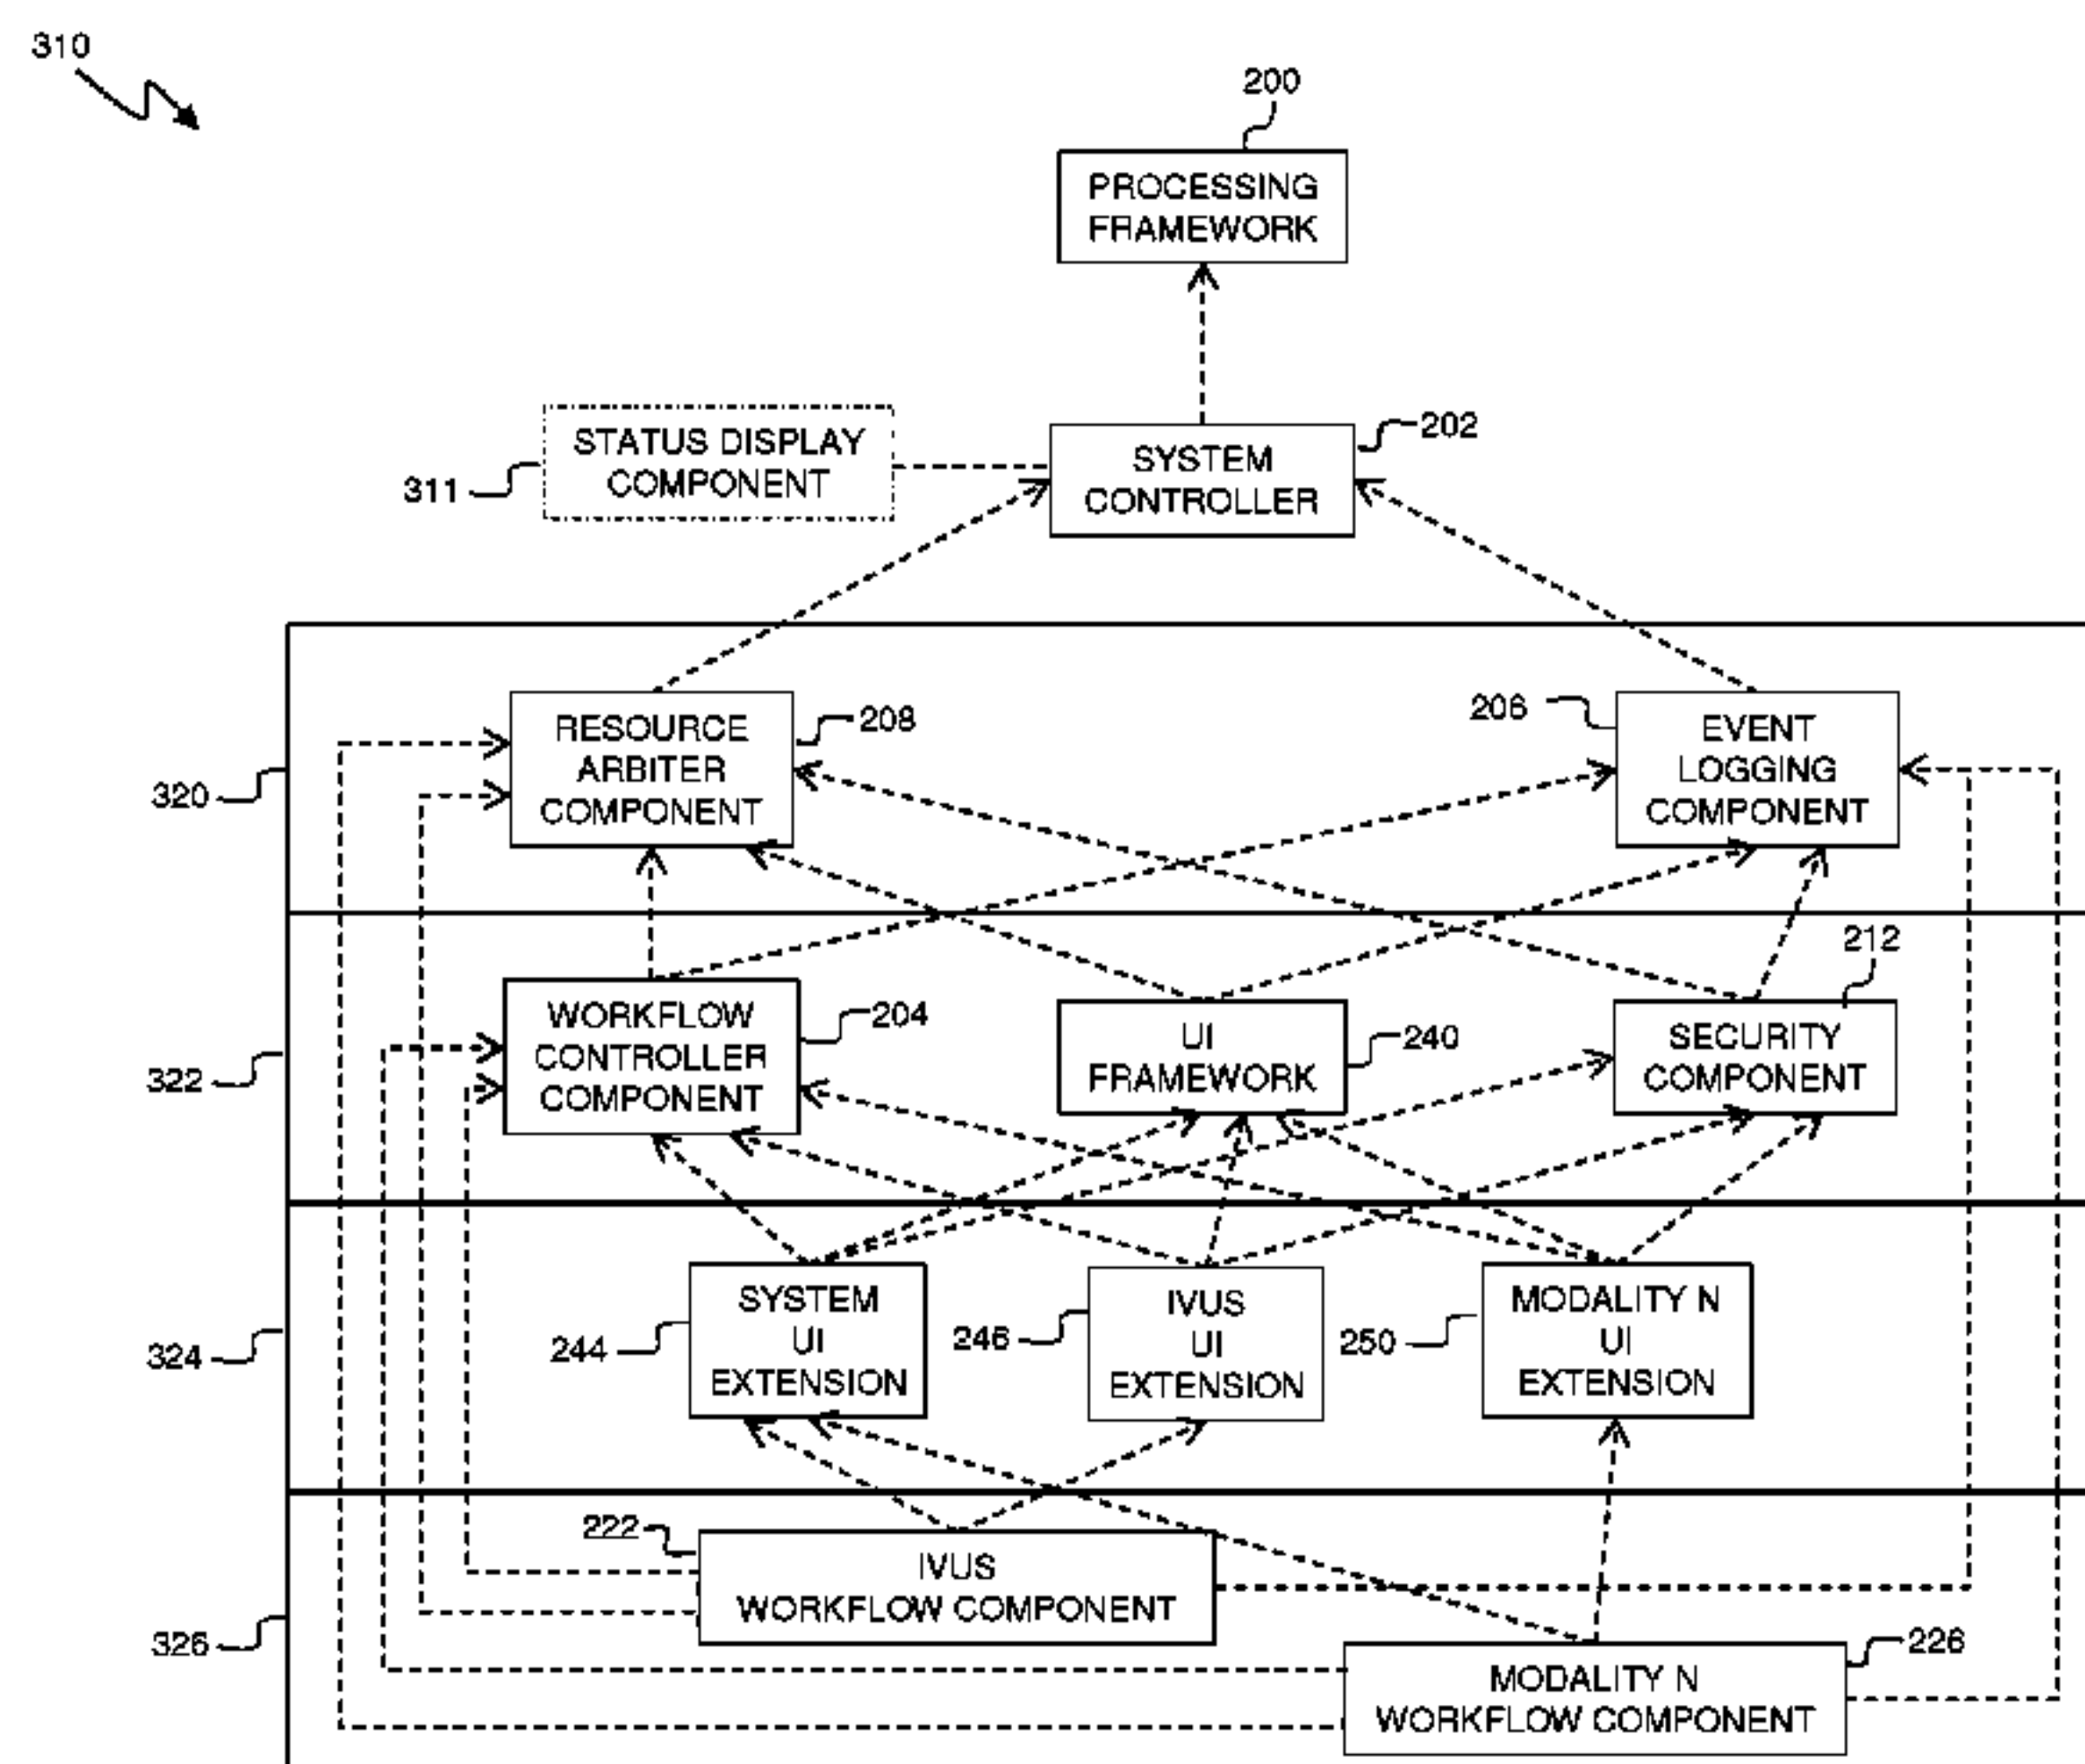 310
200
PROCESSING
FRAMEWORK
STATUS DISPLAY
COMPONENT
311
202
SYSTEM
CONTROLLER
320
RESOURCE
ARBITER
COMPONENT
208
206
EVENT
LOGGING
COMPONENT
322
WORKFLOW
CONTROLLER
COMPONENT
204
UI
FRAMEWORK
240
212
SECURITY
COMPONENT
324
244
SYSTEM
UI
EXTENSION
246
IVUS
UI
EXTENSION
250
MODALITY N
UI
EXTENSION
326
222
IVUS
WORKFLOW COMPONENT
226
MODALITY N
WORKFLOW COMPONENT